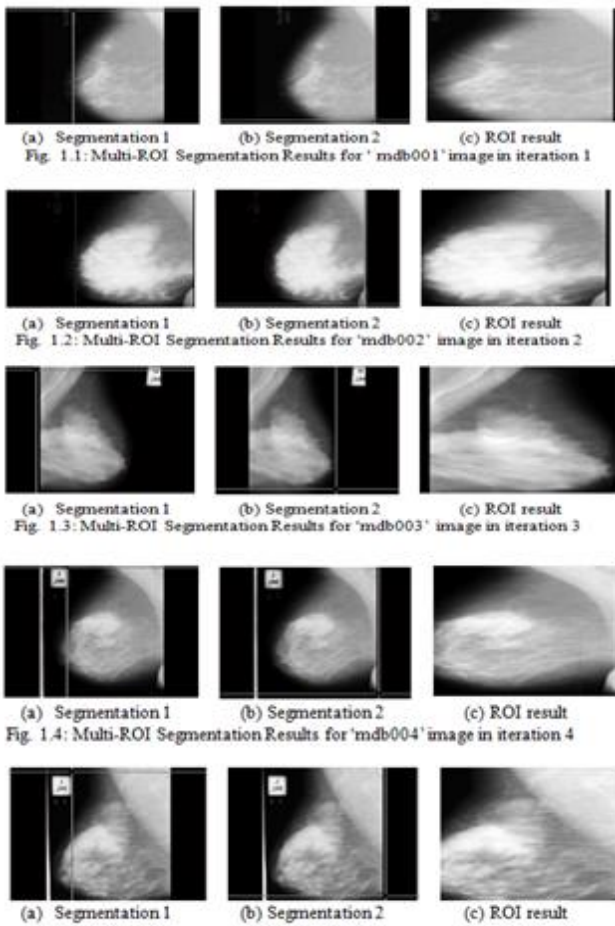 (a) Segmentation 1 (b) Segmentation 2 (c) ROI result
Fig. 1.1: Multi-ROI Segmentation Results for ‘ mdb001’ image in iteration 1
(a) Segmentation 1 (b) Segmentation 2 (c) ROI result
Fig. 1.2: Multi-ROI Segmentation Results for ‘mdb002’ image in iteration 2
(a) Segmentation 1 (b) Segmentation 2 (c) ROI result
Fig. 1.3: Multi-ROI Segmentation Results for ‘mdb003’ image in iteration 3
(a) Segmentation 1 (b) Segmentation 2 (c) ROI result
Fig. 1.4: Multi-ROI Segmentation Results for ‘mdb004’ image in iteration 4
(a) Segmentation 1 (b) Segmentation 2 (c) ROI result